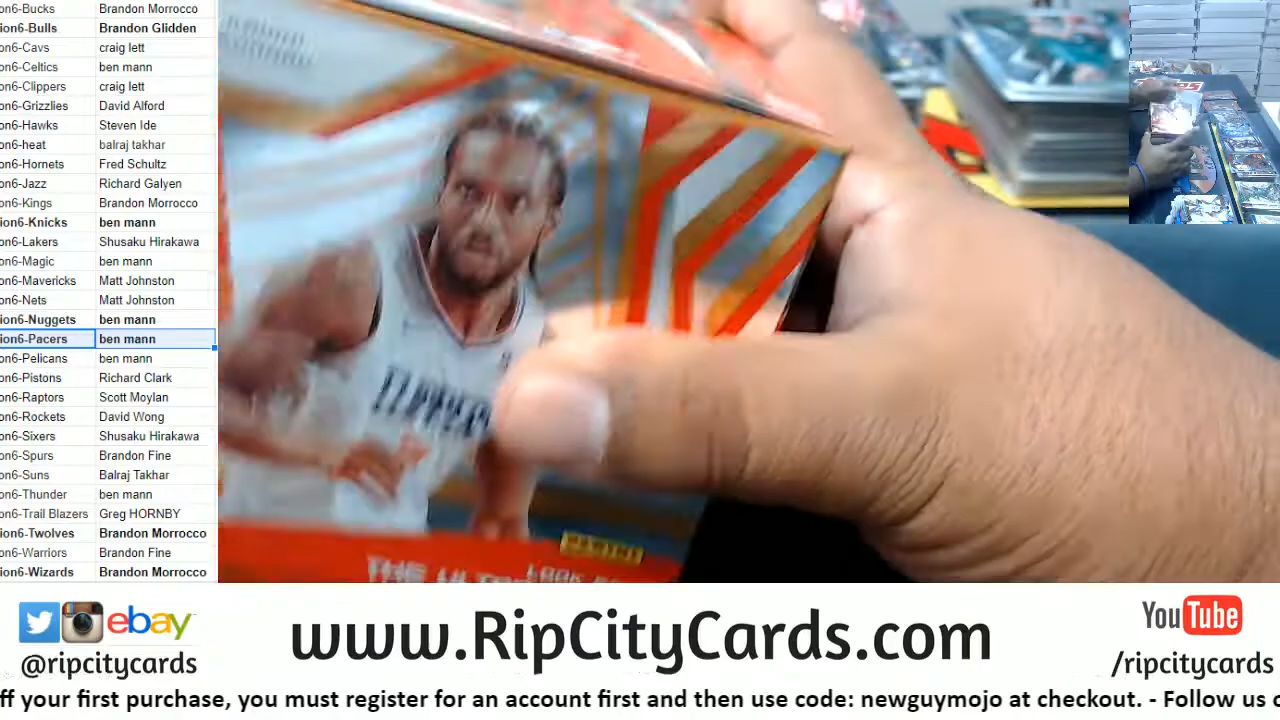 on6-Bucks Brandon Morrocco
ion6-Bulls Brandon Glidden
on6-Cavs craig lett
on6-Celtics ben mann
on6-Clippers craig lett
on6-Grizzlies David Alford
on6-Hawks Steven Ide
on6-heat balraj takhar
on6-Hornets Fred Schultz
on6-Jazz Richard Galyen
on6-Kings Brandon Morrocco
ion6-Knicks ben mann
on6-Lakers Shusaku Hirakawa
on6-Magic ben mann
on6-Mavericks Matt Johnston
on6-Nets Matt Johnston
ion6-Nuggets ben mann
ion6-Pacers ben mann
on6-Pelicans ben mann
on6-Pistons Richard Clark
on6-Raptors Scott Moylan
on6-Rockets David Wong
on6-Sixers Shusaku Hirakawa
on6-Spurs Brandon Fine
on6-Suns Balraj Takhar
on6-Thunder ben mann
on6-Trail Blazers Greg HORNBY
ion6-Twolves Brandon Morrocco
on6-Warriors Brandon Fine
ion6-Wizards Brandon Morrocco
CLIPPERS
PANINI
LOOK
THE
ebay
@ripcitycards
www.RipCityCards.com
YouTube
/ripcitycards
ff your first purchase, you must register for an account first and then use code: newguymojo at checkout. - Follow us